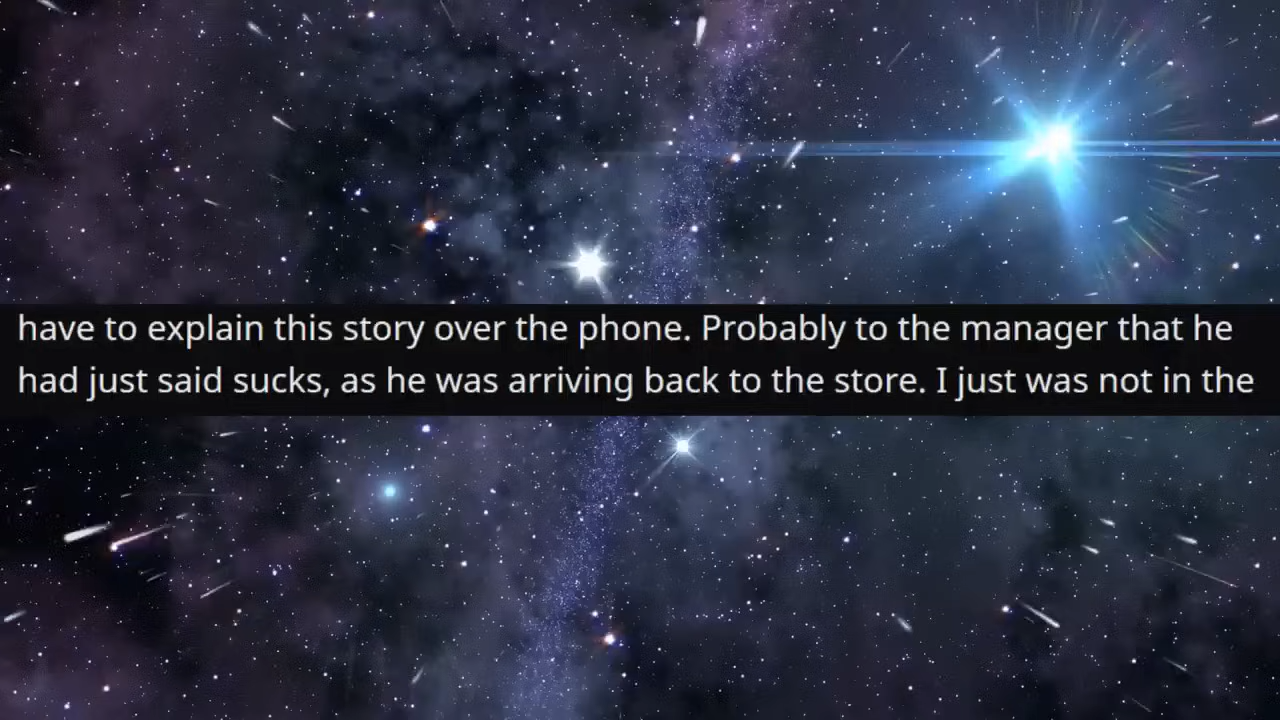 have to explain this story over the phone. Probably to the manager that he
had just said sucks, as he was arriving back to the store. I just was not in the